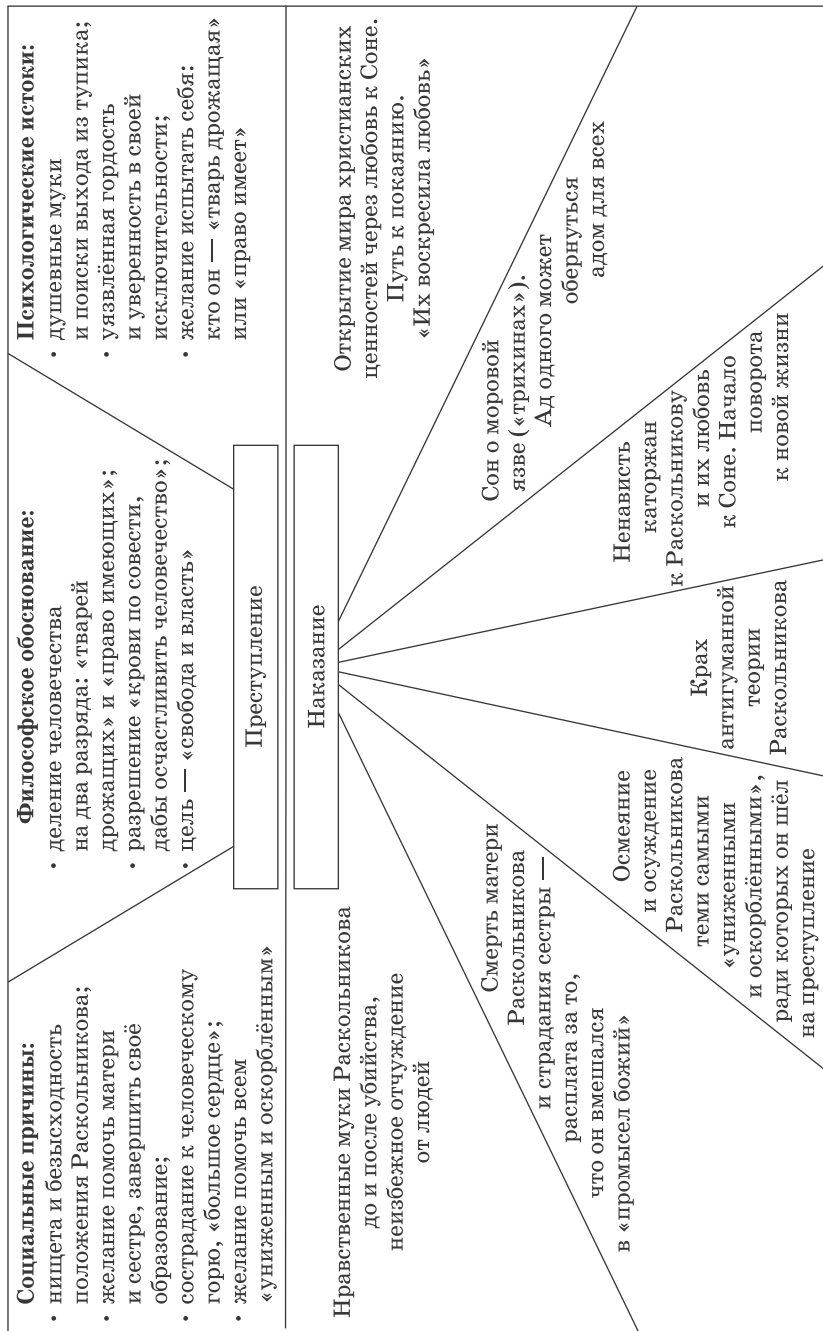 Социальные причины:
• нищета и безысходность
положения Раскольникова;
• желание помочь матери
и сестре, завершить своё
образование;
• сострадание к человеческому
горю, «большое сердце»;
• желание помочь всем
«униженным и оскорблённым»
Философское обоснование:
• деление человечества
на два разряда: «тварей
дрожащих» и «право имеющих»;
• разрешение «крови по совести,
дабы осчастливить человечество»;
• цель — «свобода и власть»
Психологические истоки:
• душевные муки
и поиски выхода из тупика;
• уязвлённая гордость
и уверенность в своей
исключительности;
• желание испытать себя:
кто он — «тварь дрожащая»
или «право имеет»
Преступление
Наказание
Нравственные муки Раскольникова
до и после убийства,
неизбежное отчуждение
от людей
Смерть матери
Раскольникова
и страдания сестры —
расплата за то,
что он вмешался
в «промысел божий»
Осмеяние
и осуждение
Раскольникова
теми самыми
«униженными
и оскорблёнными»,
ради которых он шёл
на преступление
Крах
антигуманной
теории
Раскольникова
Ненависть
каторжан
к Раскольникову
и их любовь
к Соне. Начало
поворота
к новой жизни
Сон о моровой
язве («трихинах»).
Ад одного может
обернуться
адом для всех
Открытие мира христианских
ценностей через любовь к Соне.
Путь к покаянию.
«Их воскресила любовь»